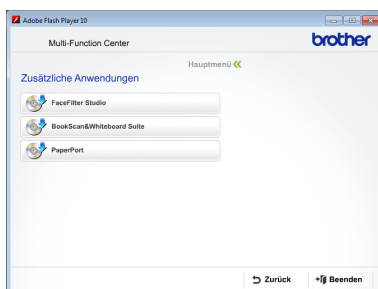 Adobe Flash Player 10
Multi-Function Center
brother
Hauptmenü
Zusätzliche Anwendungen
FaceFilter Studio
BookScan&Whiteboard Suite
PaperPort
Zurück
Beenden